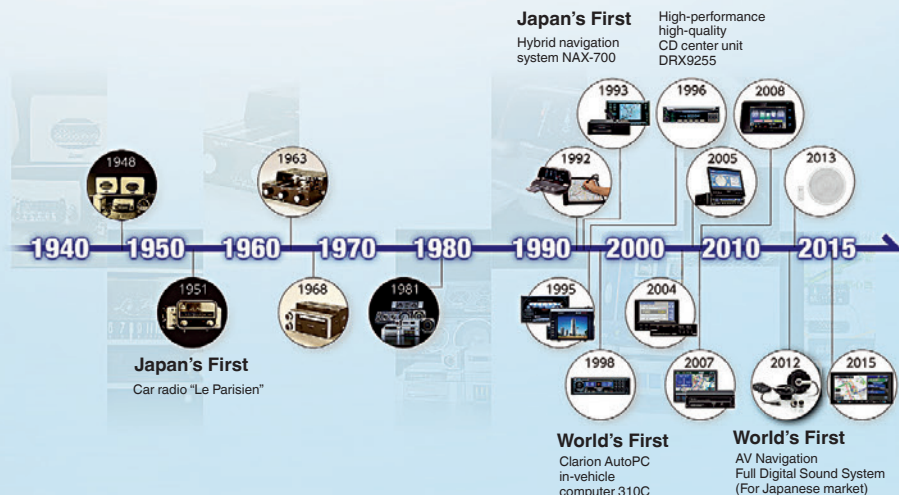 Japan's First
Hybrid navigation
system NAX-700
High-performance
high-quality
CD center unit
DRX9255
1993
1996
2008
1948
1963
1992
2005
2013
1940
1950
1960
1970
1980
1990
2000
2010
2015
1951
1968
1981
1995
2004
1998
2007
2012
2015
Japan's First
Car radio “Le Parisien”
World's First
Clarion AutoPC
in-vehicle
computer 310C
World's First
AV Navigation
Full Digital Sound System
(For Japanese market)